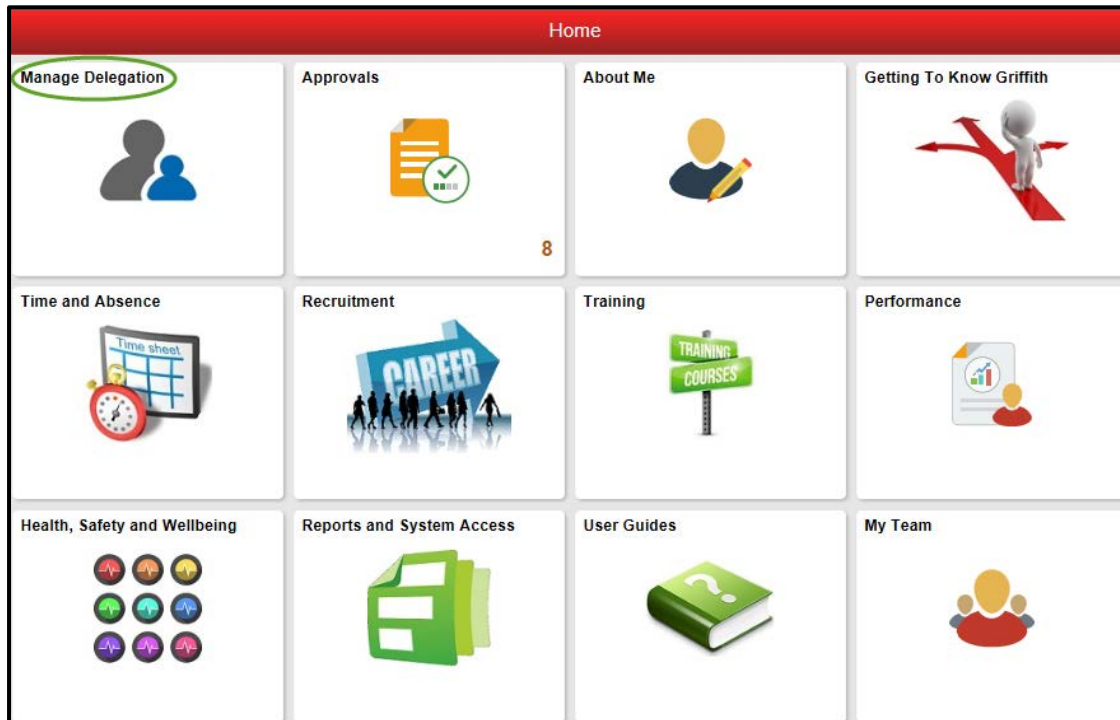 Home
Manage Delegation
Approvals
About Me
Getting To Know Griffith
8
Time and Absence
Recruitment
Training
Performance
Time sheet
CAREER
TRAINING
COURSES
Health, Safety and Wellbeing
Reports and System Access
User Guides
My Team
?